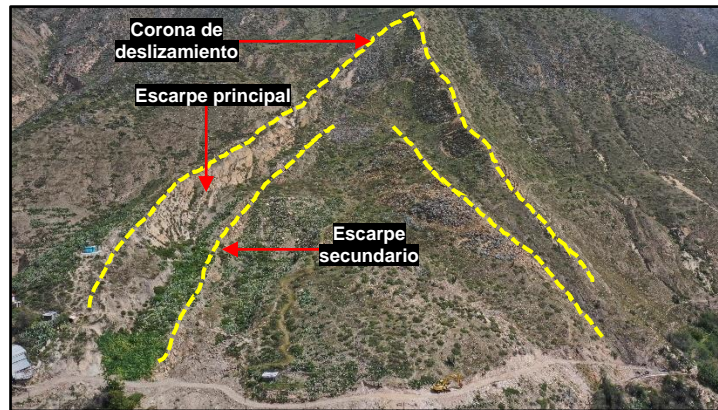 Corona de
deslizamiento
Escarpe principal
Escarpe
secundario